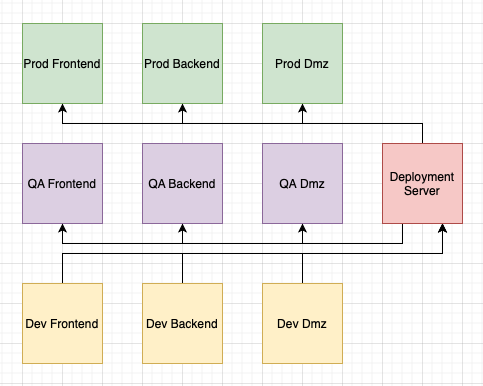 Prod Frontend
Prod Backend
Prod Dmz
QA Frontend
QA Backend
QA Dmz
Deployment
Server
Dev Frontend
Dev Backend
Dev Dmz